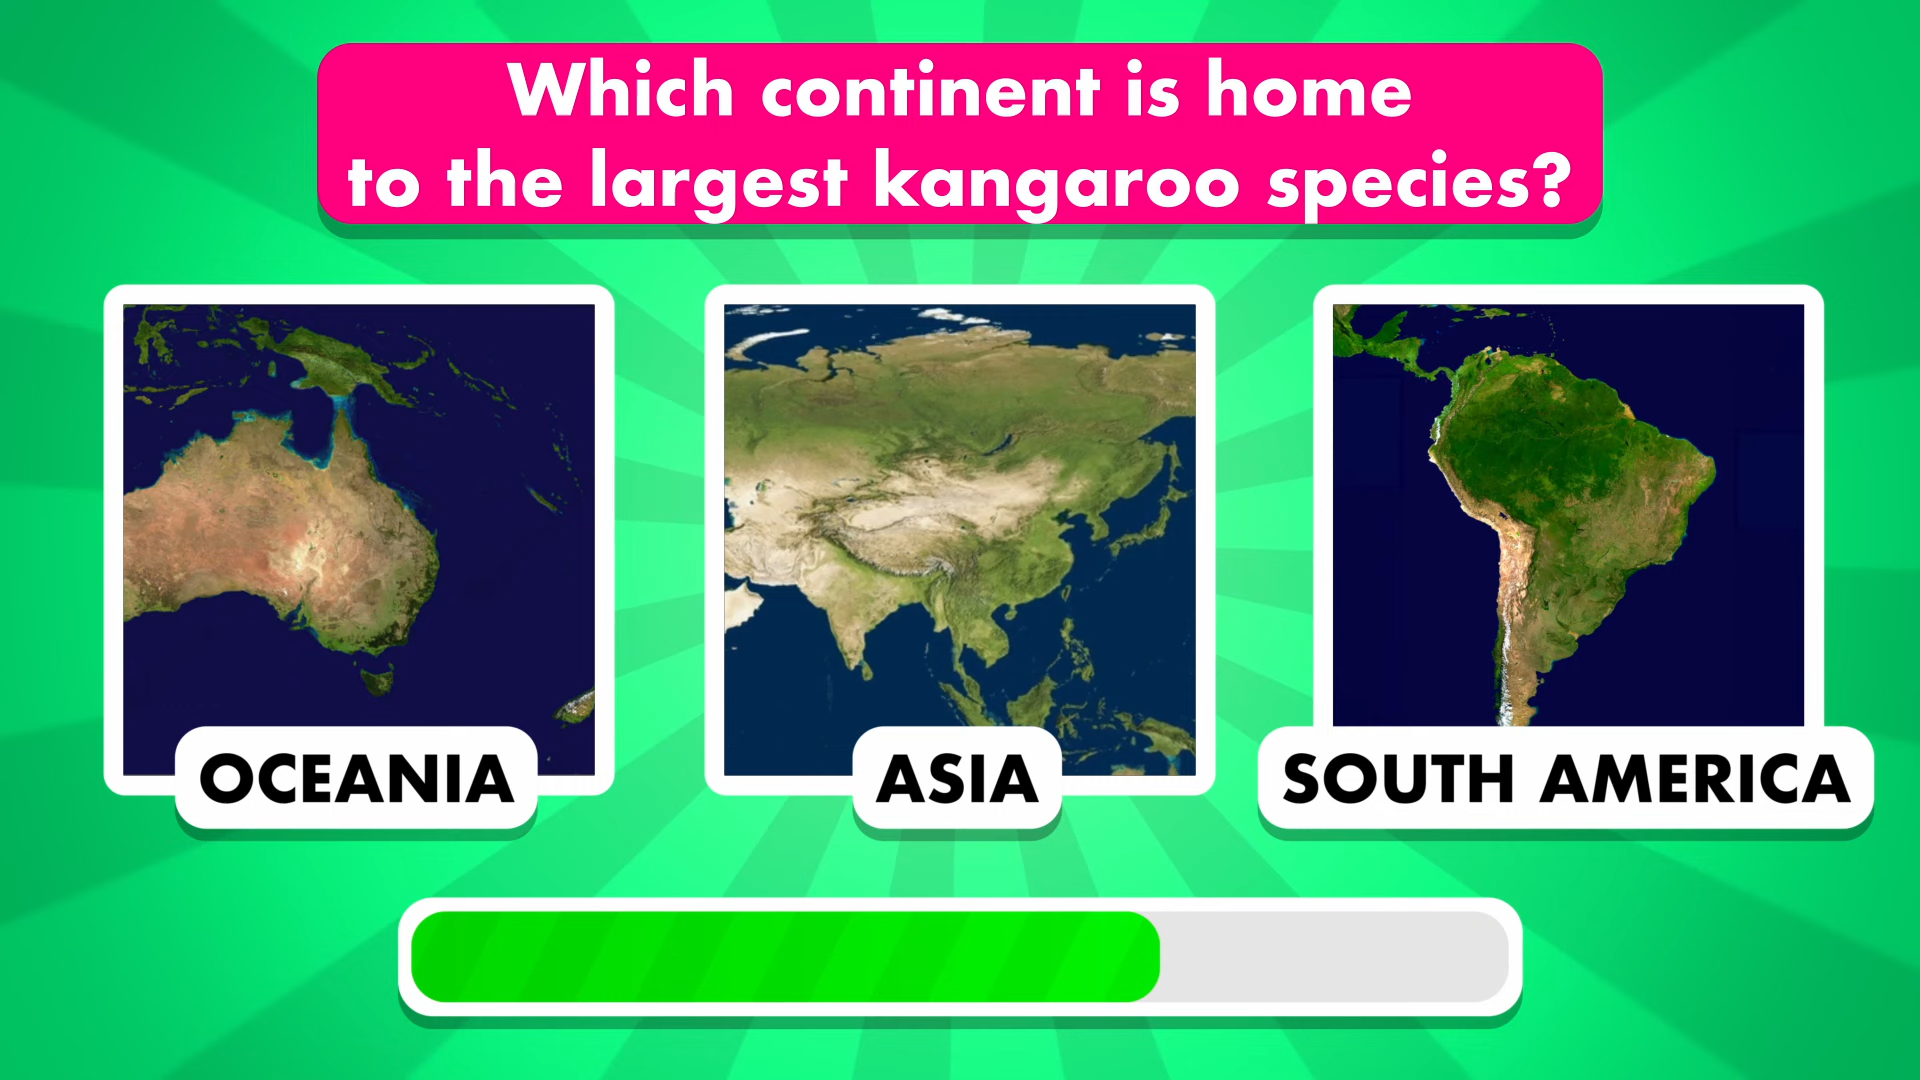 Which continent is home
to the largest kangaroo species?
OCEANIA
ASIA
SOUTH AMERICA